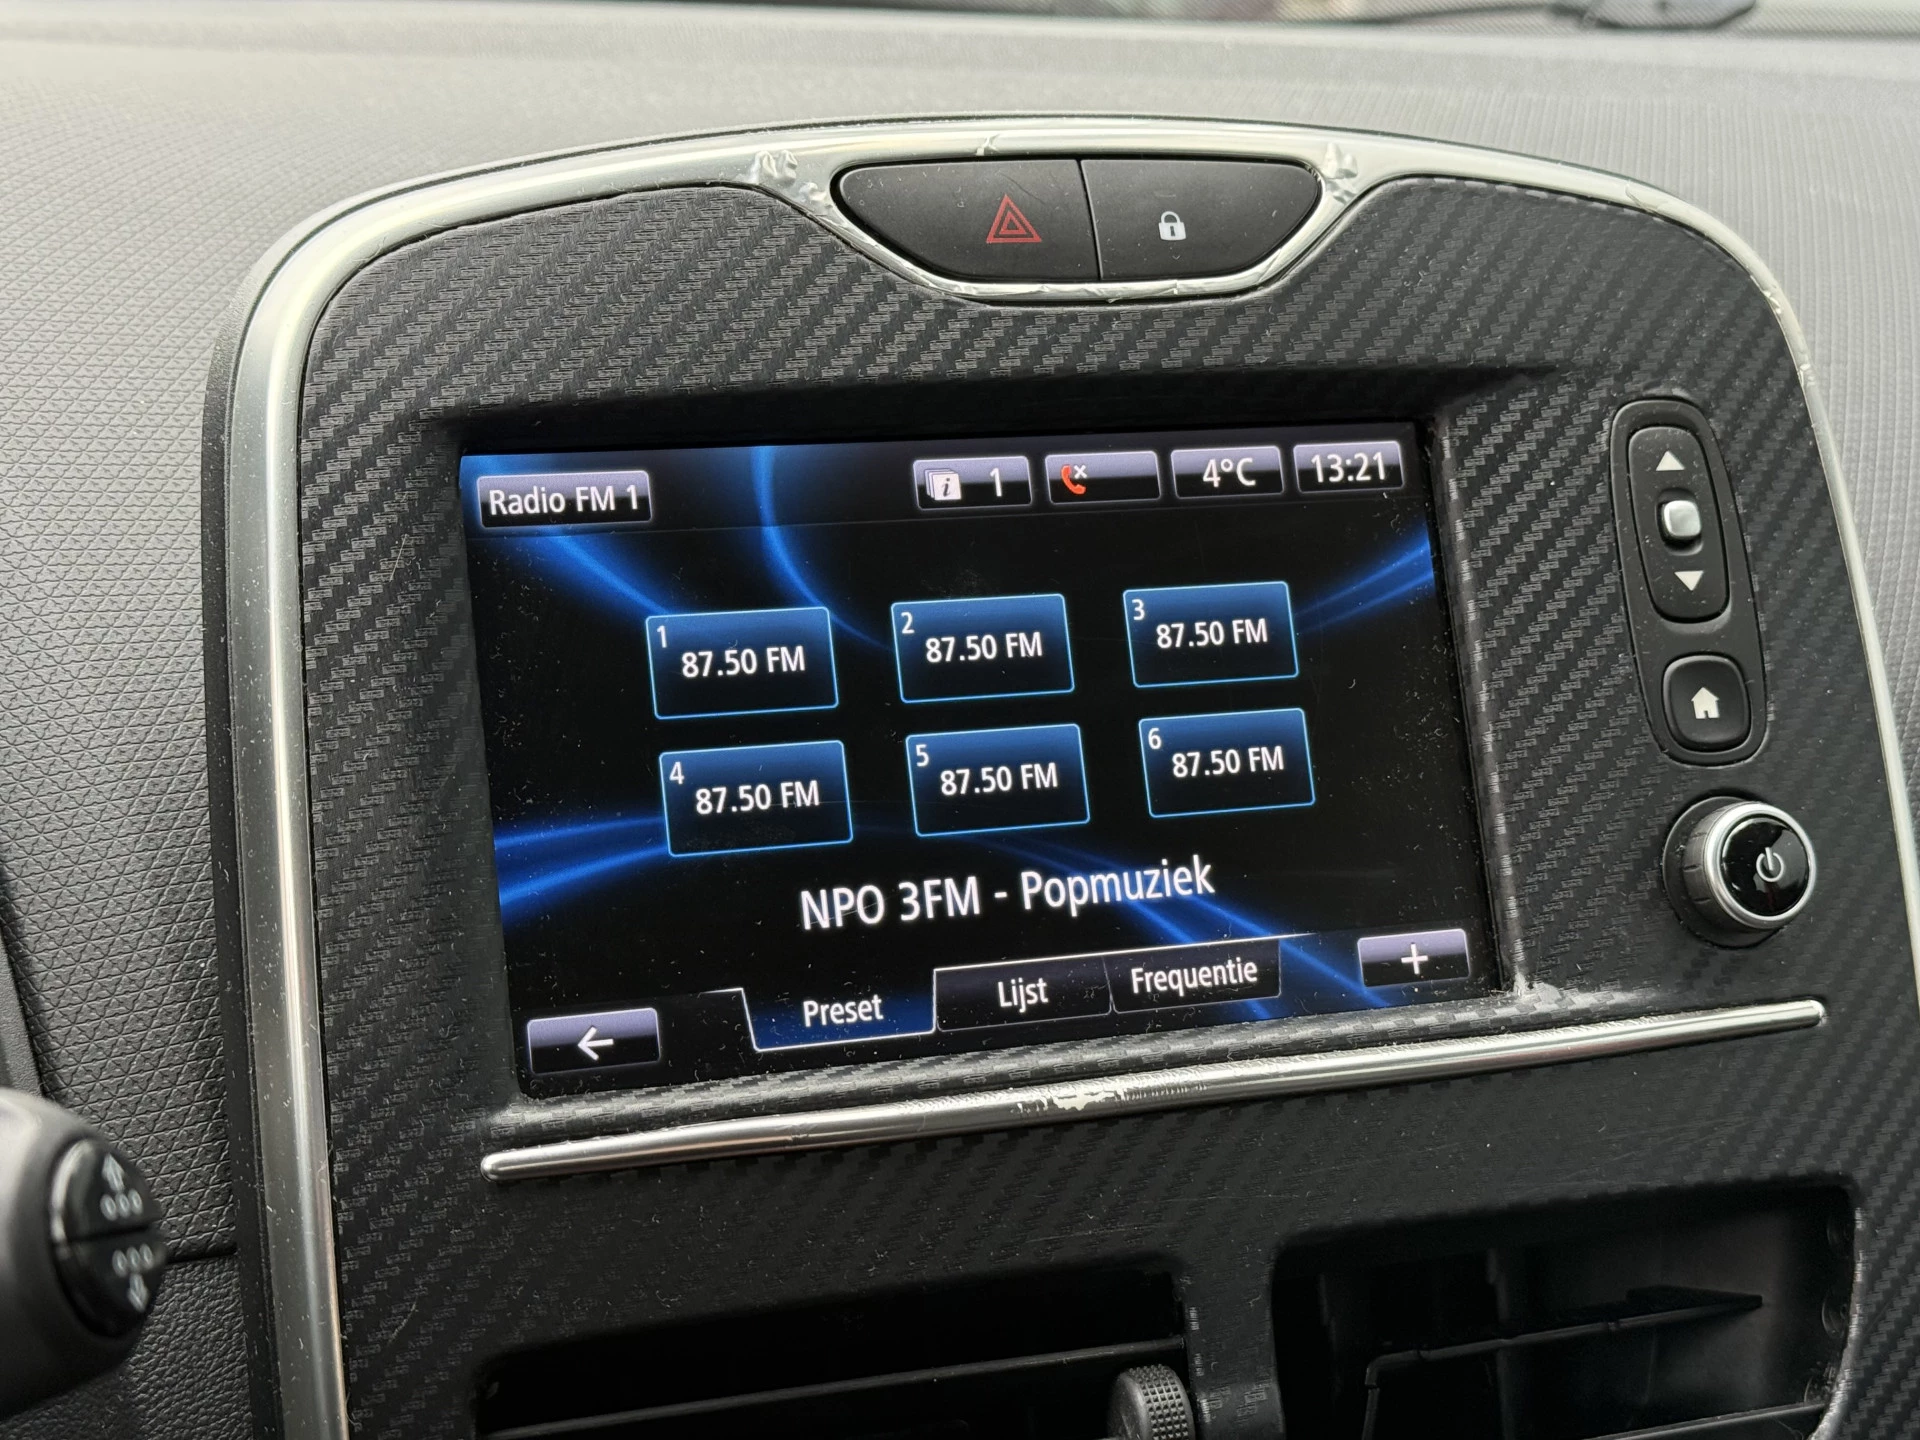 Radio FM 1
i 1
4°C
13:21
1
87.50 FM
2
87.50 FM
3
87.50 FM
4
87.50 FM
5
87.50 FM
6
87.50 FM
NPO 3FM - Popmuziek
Preset
Lijst
Frequentie
+